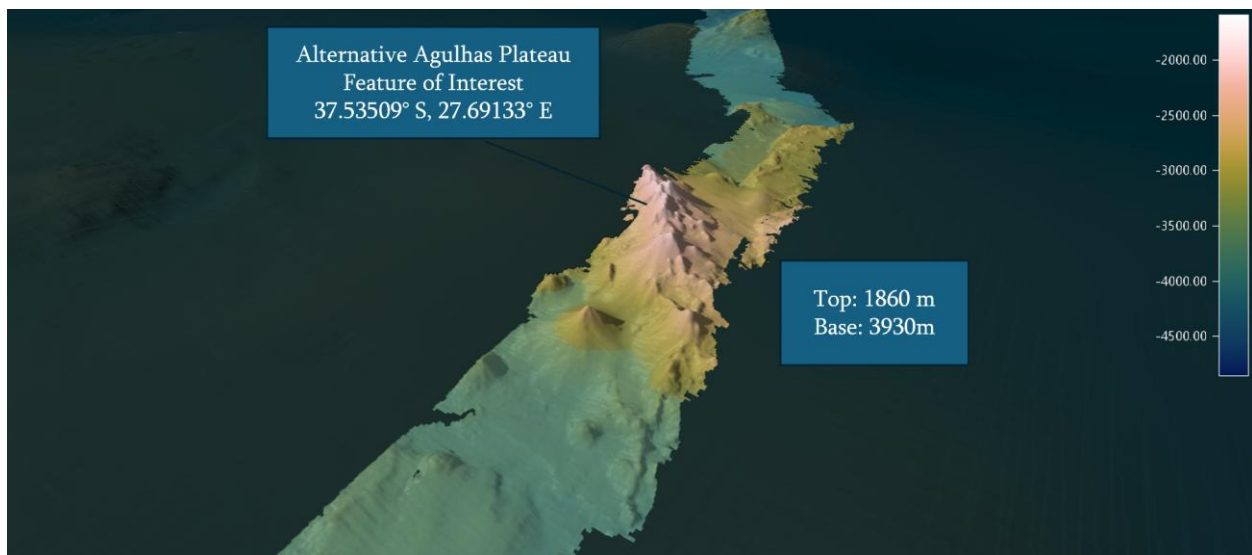 Alternative Agulhas Plateau
Feature of Interest
37.53509° S, 27.69133° E
Top: 1860 m
Base: 3930m
-2000.00
-2500.00
-3000.00
-3500.00
-4000.00
-4500.00